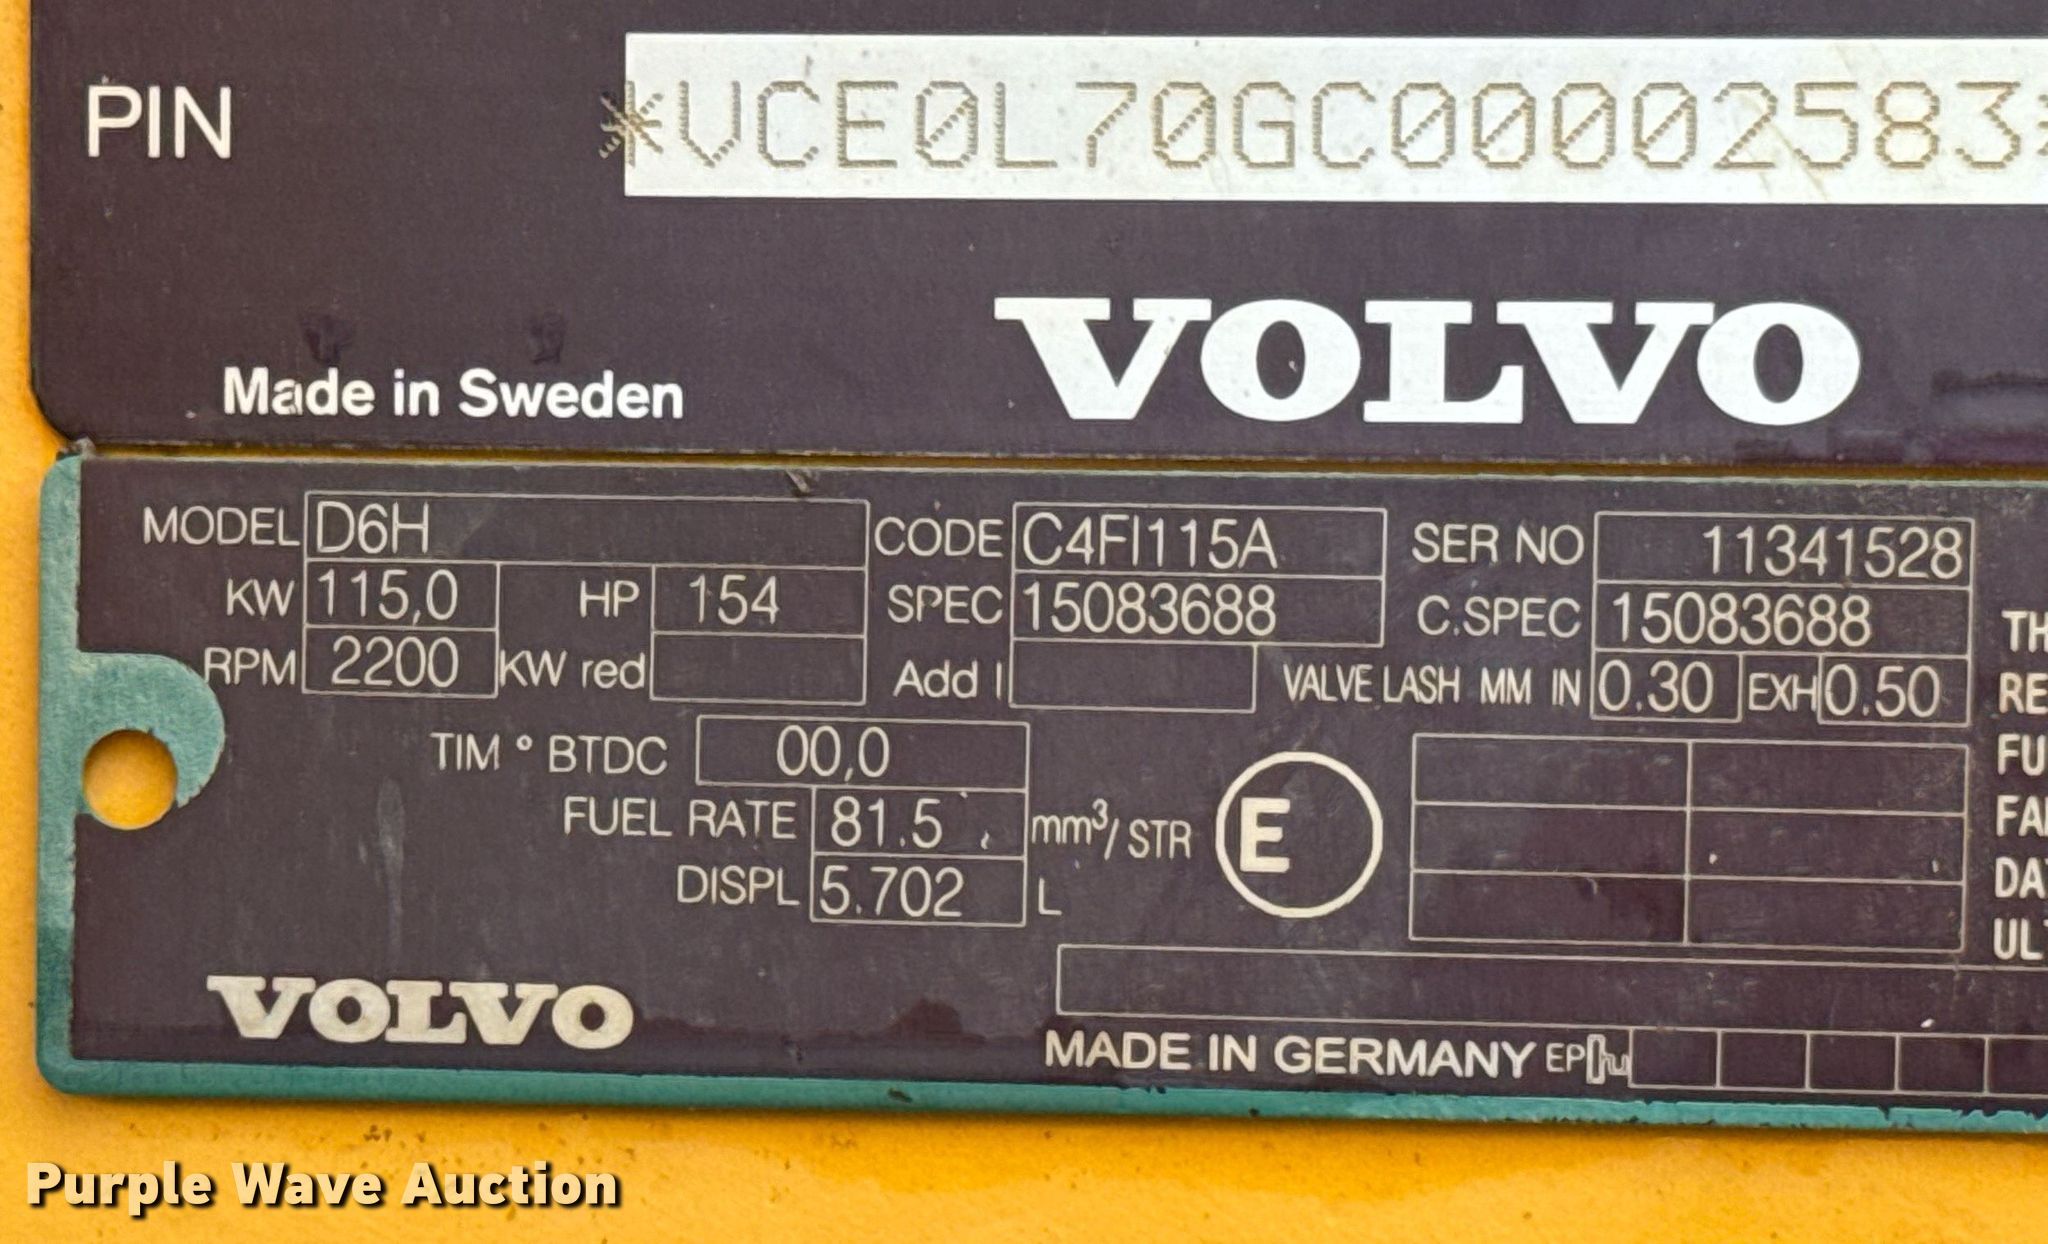 PIN *VCE0L70GC00002583*
VOLVO
Made in Sweden
MODEL D6H CODE C4FI115A SER NO 11341528
KW 115,0 HP 154 SPEC 15083688 C.SPEC 15083688
RPM 2200 KW red Add I VALVE LASH MM IN 0.30 EXH 0.50
TIM ° BTDC 00,0
FUEL RATE 81.5 mm³/ STR
E
DISPL 5.702 L
VOLVO
MADE IN GERMANY
Purple Wave Auction